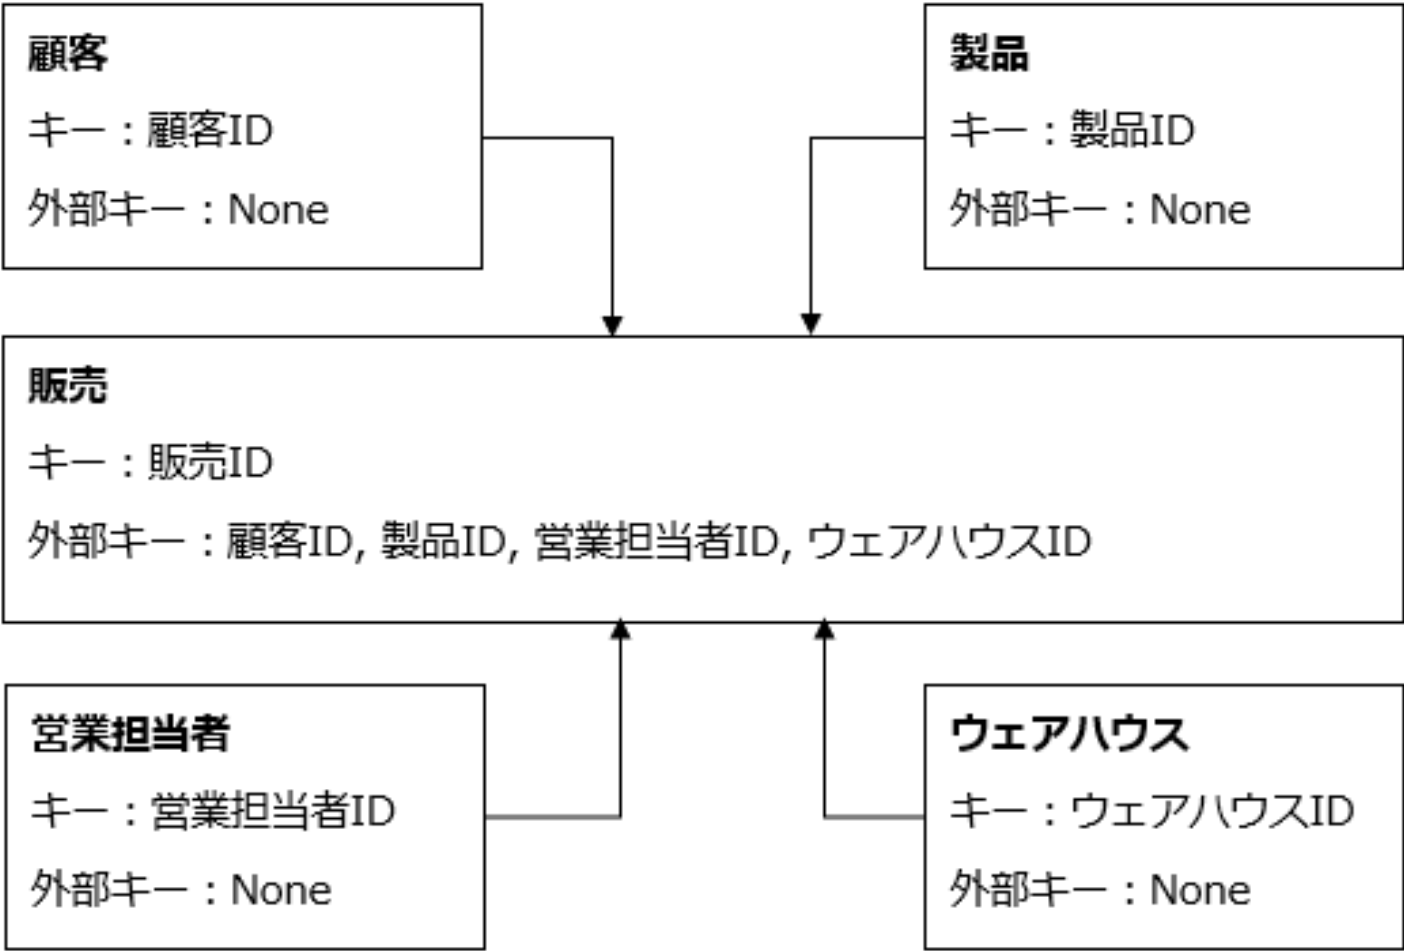 顧客
キー：顧客ID
外部キー：None
製品
キー：製品ID
外部キー：None
販売
キー：販売ID
外部キー：顧客ID, 製品ID, 営業担当者ID, ウェアハウスID
営業担当者
キー：営業担当者ID
外部キー：None
ウェアハウス
キー：ウェアハウスID
外部キー：None